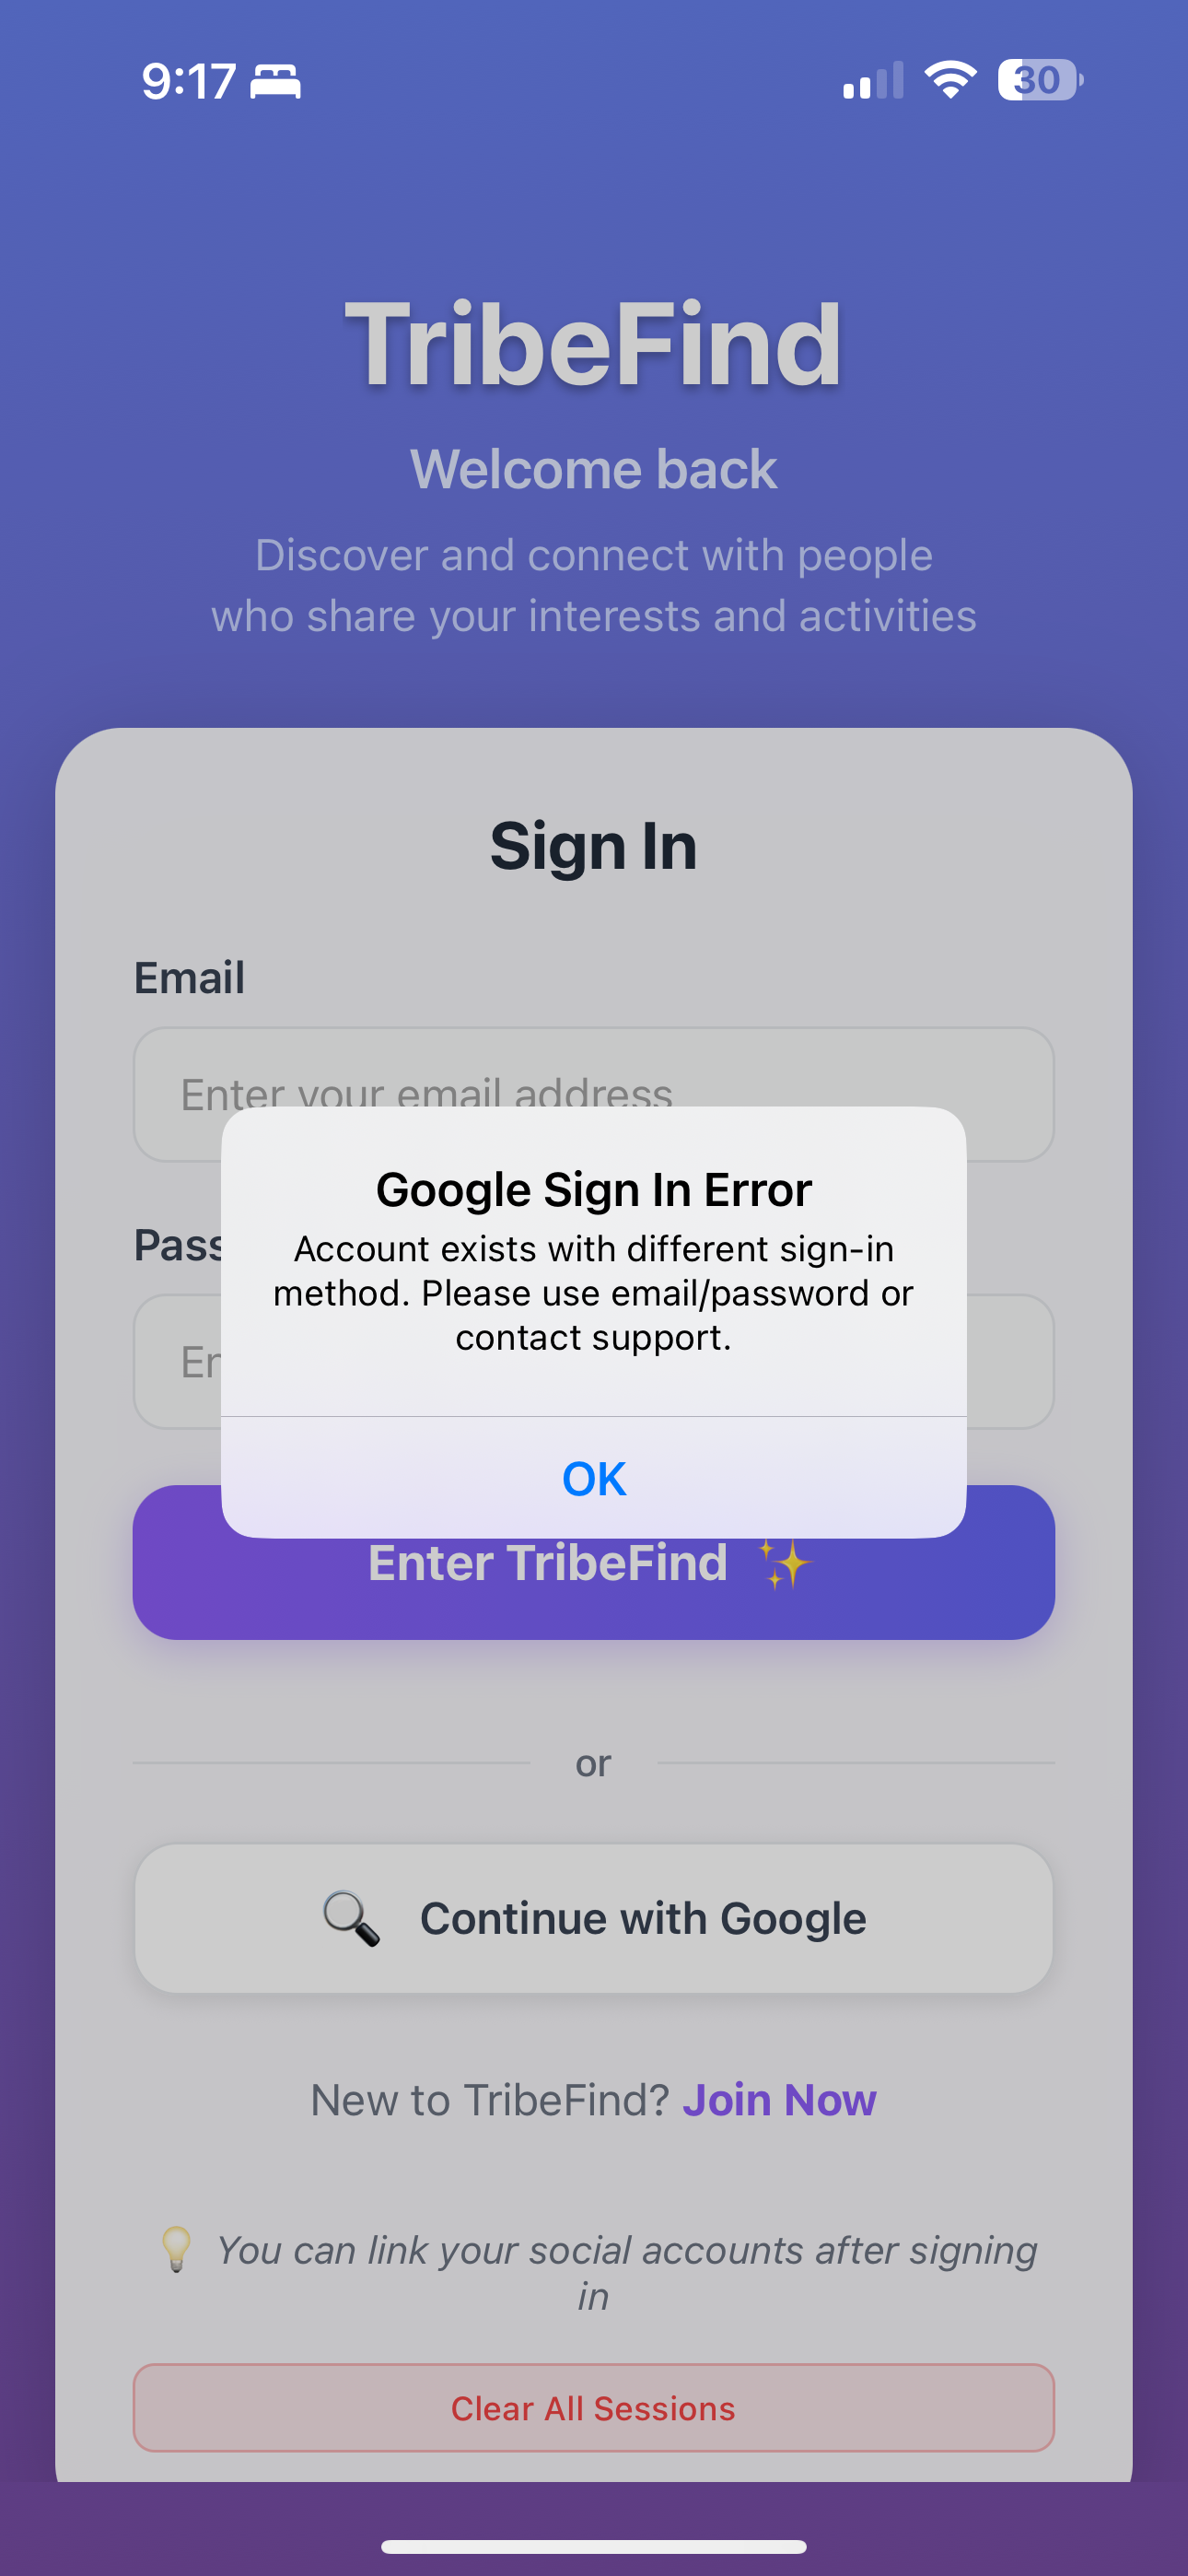 9:17
30
TribeFind
Welcome back
Discover and connect with people
who share your interests and activities
Sign In
Email
Enter your email address
Google Sign In Error
Account exists with different sign-in
method. Please use email/password or
contact support.
OK
Enter TribeFind ✨
or
🔍 Continue with Google
New to TribeFind? Join Now
💡 You can link your social accounts after signing
in
Clear All Sessions